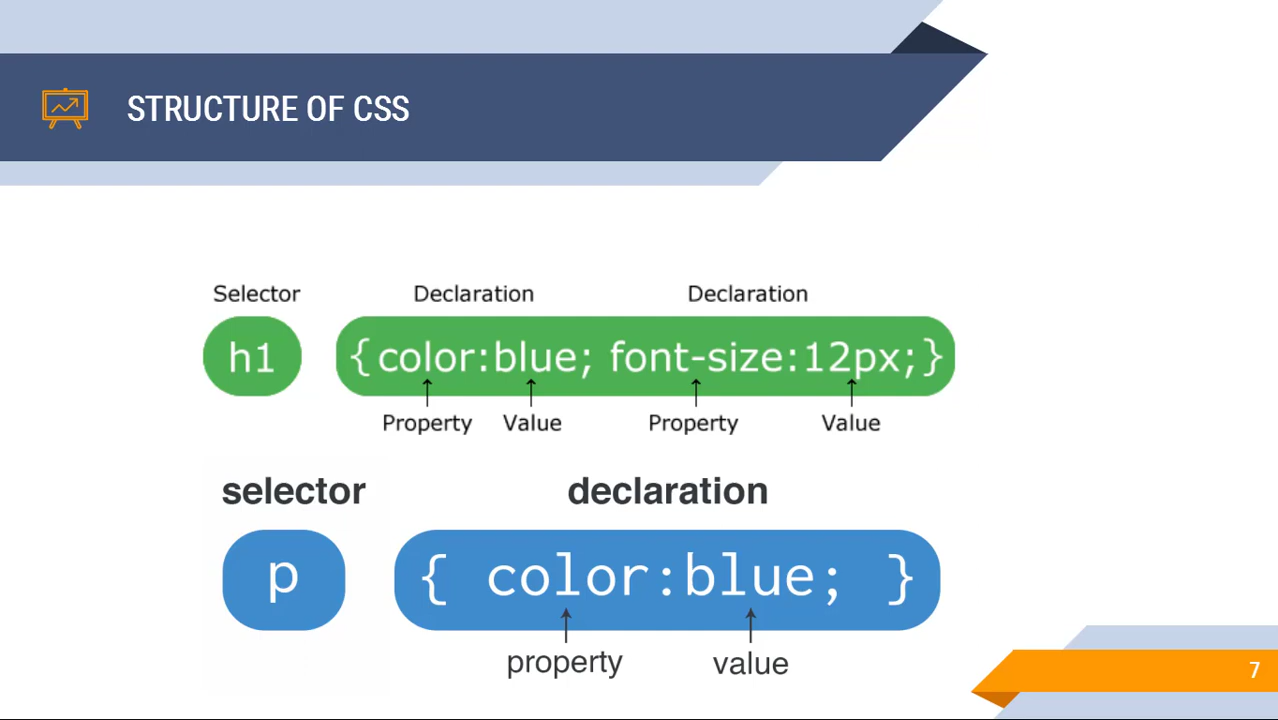 STRUCTURE OF CSS
Selector Declaration Declaration
h1 {color:blue; font-size:12px;}
Property Value Property Value
selector declaration
p { color:blue; }
property value
7